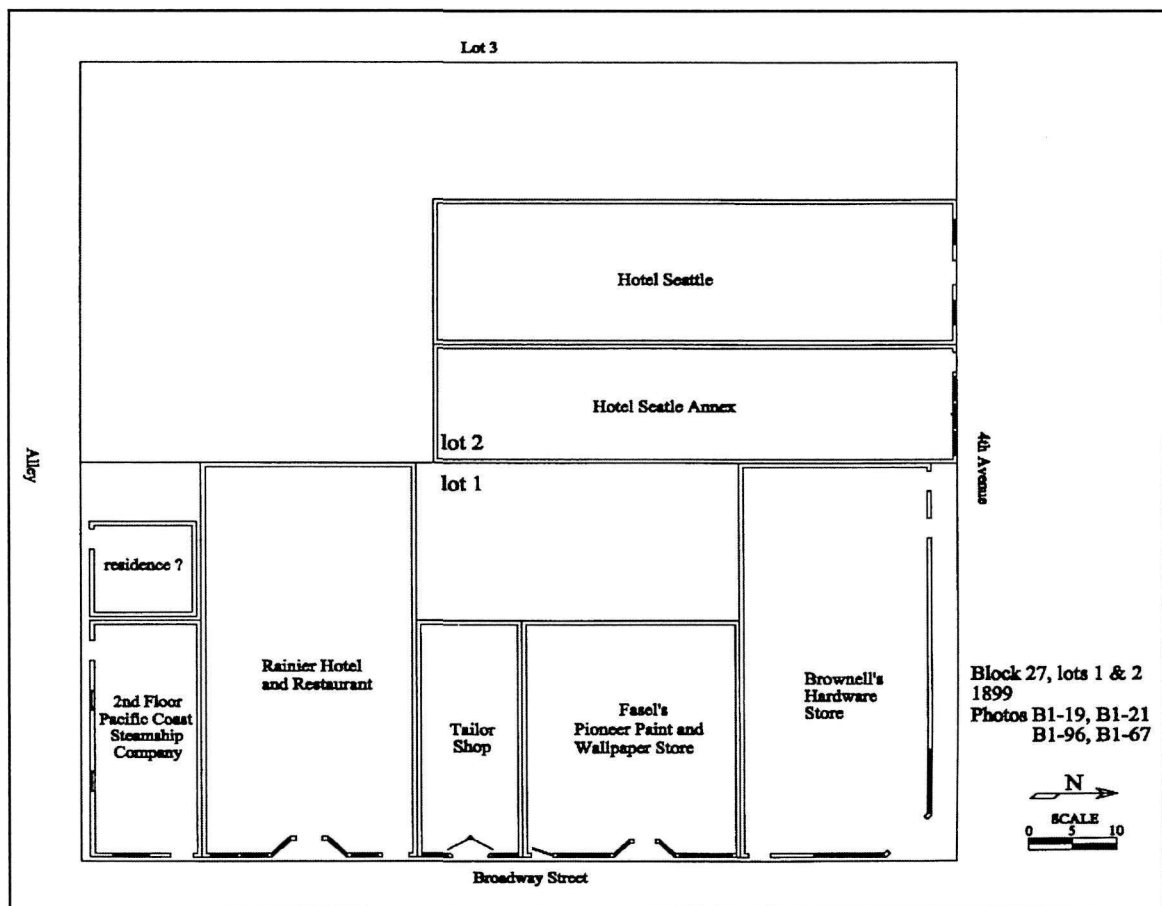 Lot 3
Hotel Seattle
Hotel Seatle Annex
lot 2
lot 1
Alley
4th Avenue
residence ?
2nd Floor
Pacific Coast
Steamship
Company
Rainier Hotel
and Restaurant
Tailor
Shop
Fasel's
Pioneer Paint and
Wallpaper Store
Brownell's
Hardware
Store
Block 27, lots 1 & 2
1899
Photos B1-19, B1-21
B1-96, B1-67
N
SCALE
0 5 10
Broadway Street